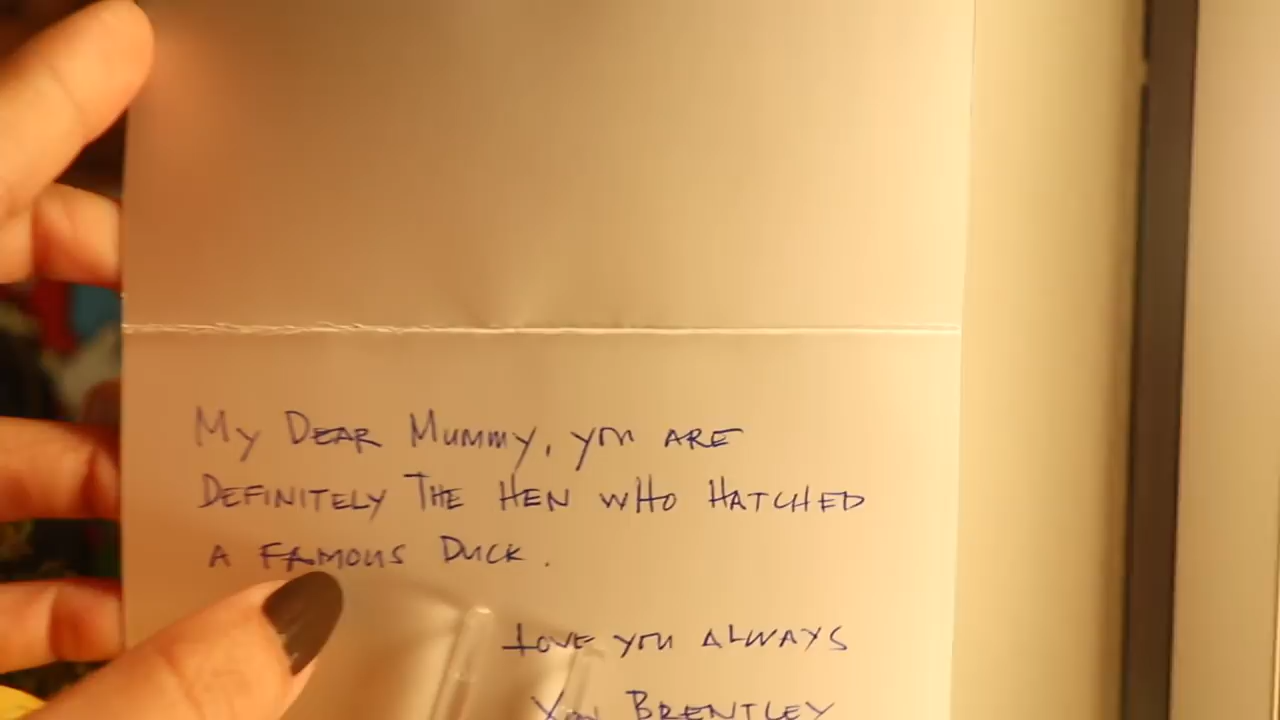 My Dear Mummy, you are
Definitely The Hen who Hatched
a Famous Duck.
Love you always
Brentley